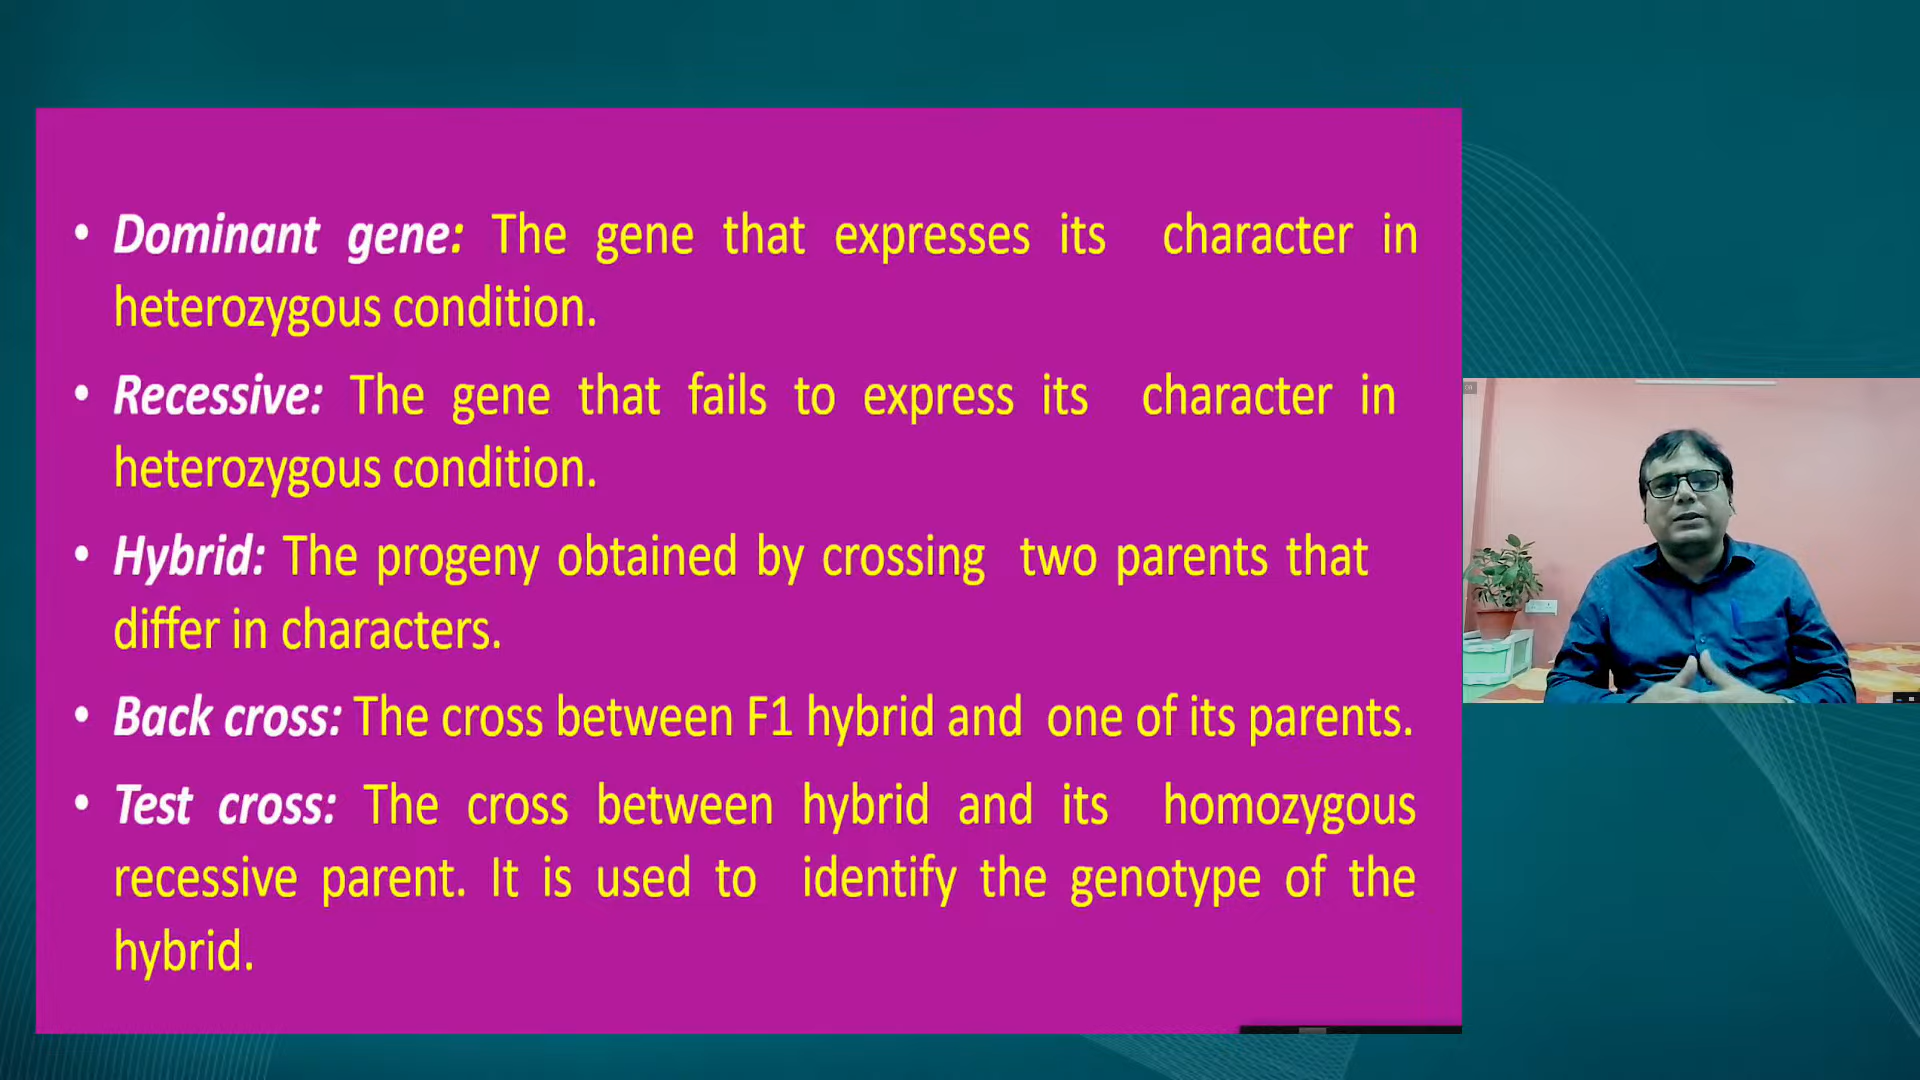 • Dominant gene: The gene that expresses its character in
heterozygous condition.
• Recessive: The gene that fails to express its character in
heterozygous condition.
• Hybrid: The progeny obtained by crossing two parents that
differ in characters.
• Back cross: The cross between F1 hybrid and one of its parents.
• Test cross: The cross between hybrid and its homozygous
recessive parent. It is used to identify the genotype of the
hybrid.